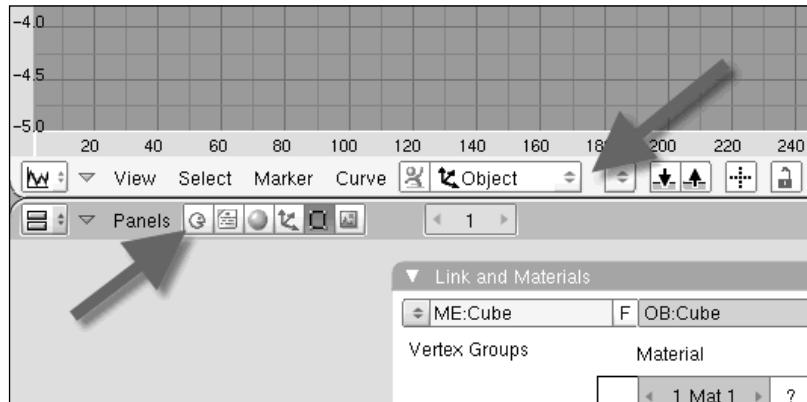 -4.0
-4.5
-5.0
20 40 60 80 100 120 140 160 200 220 240
View Select Marker Curve Object
Panels 1
Link and Materials
ME:Cube F OB:Cube
Vertex Groups Material
1 Mat 1 ?